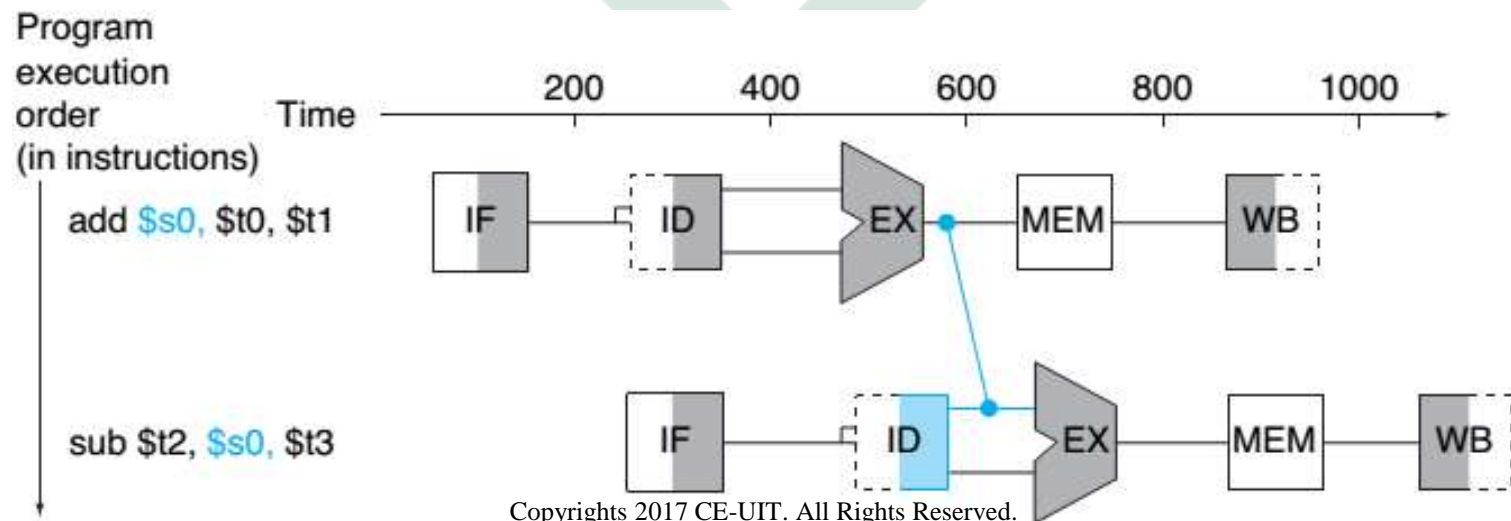 Program
execution
order
(in instructions)
Time
200 400 600 800 1000
add $s0, $t0, $t1
IF ID EX MEM WB
sub $t2, $s0, $t3
IF ID EX MEM WB
Copyrights 2017 CE-UIT. All Rights Reserved.